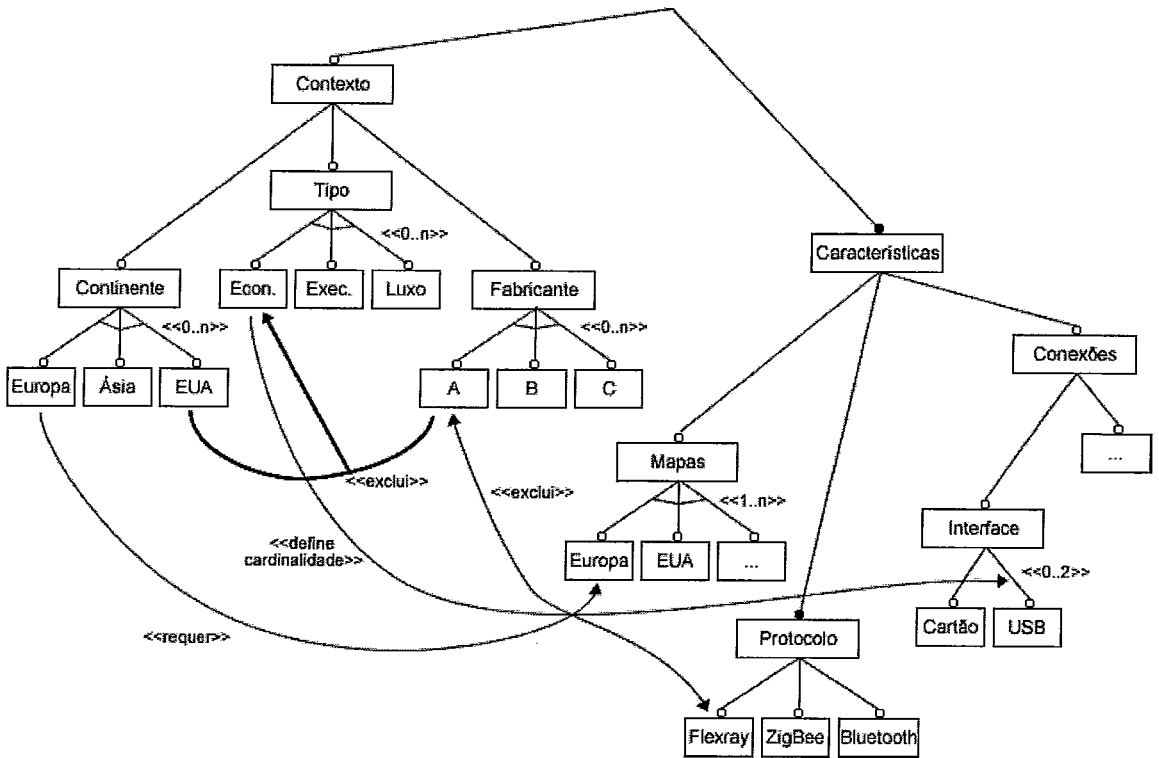 Contexto
Tipo
<<0..n>>
Características
Continente
Econ.
Exec.
Luxo
Fabricante
<<0..n>>
<<0..n>>
Conexões
Europa
Ásia
EUA
A
B
C
...
Mapas
<<exclui>>
<<exclui>>
<<1..n>>
Interface
<<define
cardinalidade>>
Europa
EUA
...
<<0..2>>
Cartão
USB
<<requer>>
Protocolo
Flexray
ZigBee
Bluetooth